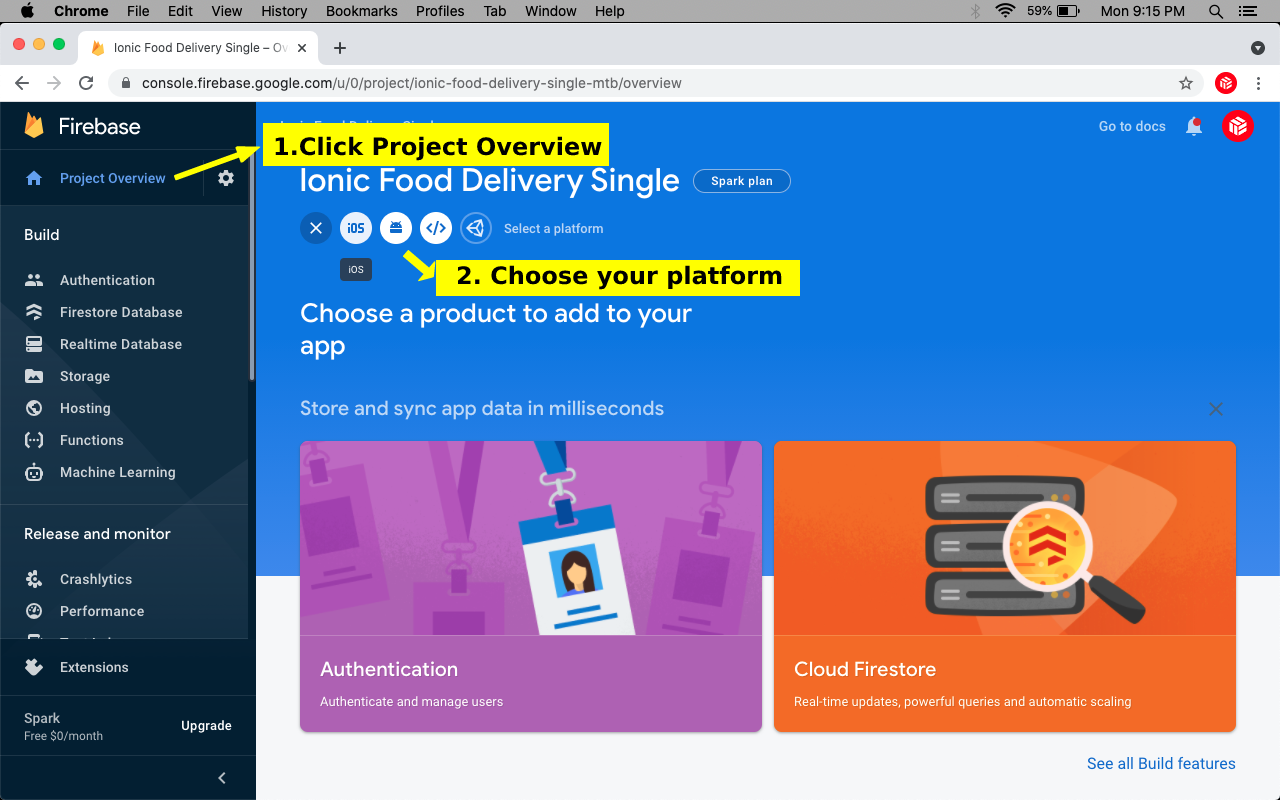 Chrome File Edit View History Bookmarks Profiles Tab Window Help 59% Mon 9:15 PM
Ionic Food Delivery Single – Ov
console.firebase.google.com/u/0/project/ionic-food-delivery-single-mtb/overview
Firebase
Go to docs
1.Click Project Overview
Project Overview
Ionic Food Delivery Single
Spark plan
iOS
Select a platform
iOS
2. Choose your platform
Build
Authentication
Firestore Database
Realtime Database
Storage
Hosting
Functions
Machine Learning
Release and monitor
Crashlytics
Performance
Extensions
Spark
Free $0/month
Upgrade
Choose a product to add to your
app
Store and sync app data in milliseconds
Authentication
Authenticate and manage users
Cloud Firestore
Real-time updates, powerful queries and automatic scaling
See all Build features